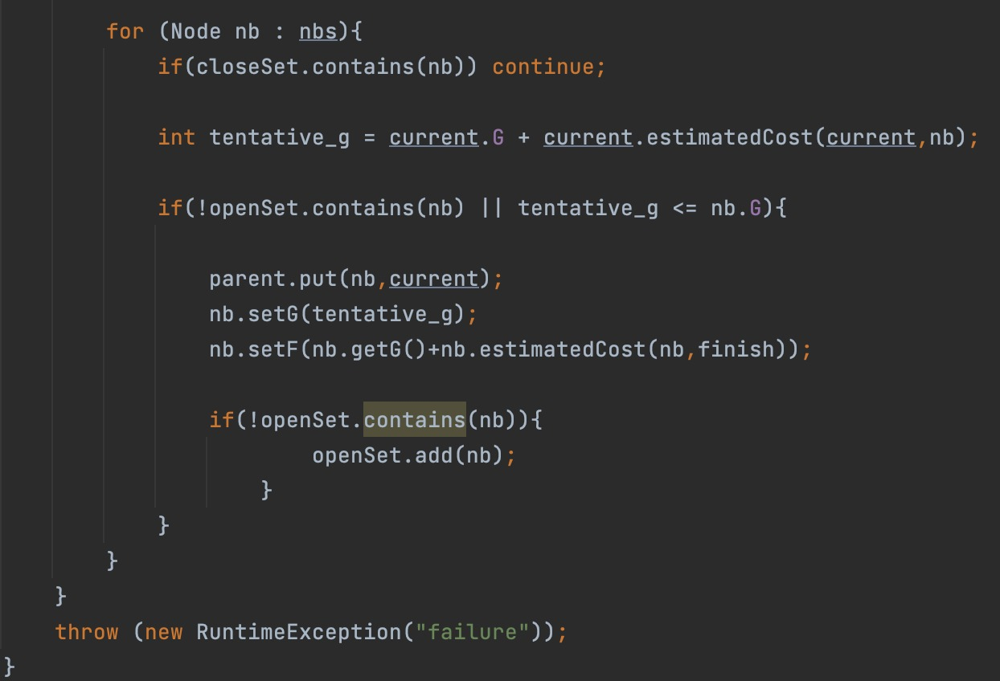 for (Node nb : nbs){
if(closeSet.contains(nb)) continue;
int tentative_g = current.G + current.estimatedCost(current,nb);
if(!openSet.contains(nb) || tentative_g <= nb.G){
parent.put(nb,current);
nb.setG(tentative_g);
nb.setF(nb.getG()+nb.estimatedCost(nb,finish));
if(!openSet.contains(nb)){
openSet.add(nb);
}
}
}
}
throw (new RuntimeException("failure"));
}